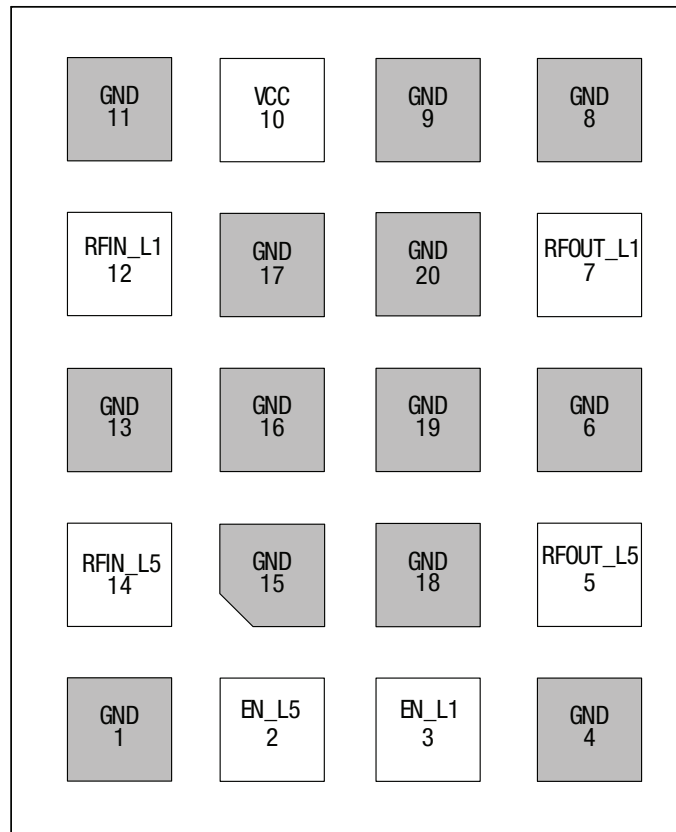 GND
11
VCC
10
GND
9
GND
8
RFIN_L1
12
GND
17
GND
20
RFOUT_L1
7
GND
13
GND
16
GND
19
GND
6
RFIN_L5
14
GND
15
GND
18
RFOUT_L5
5
GND
1
EN_L5
2
EN_L1
3
GND
4